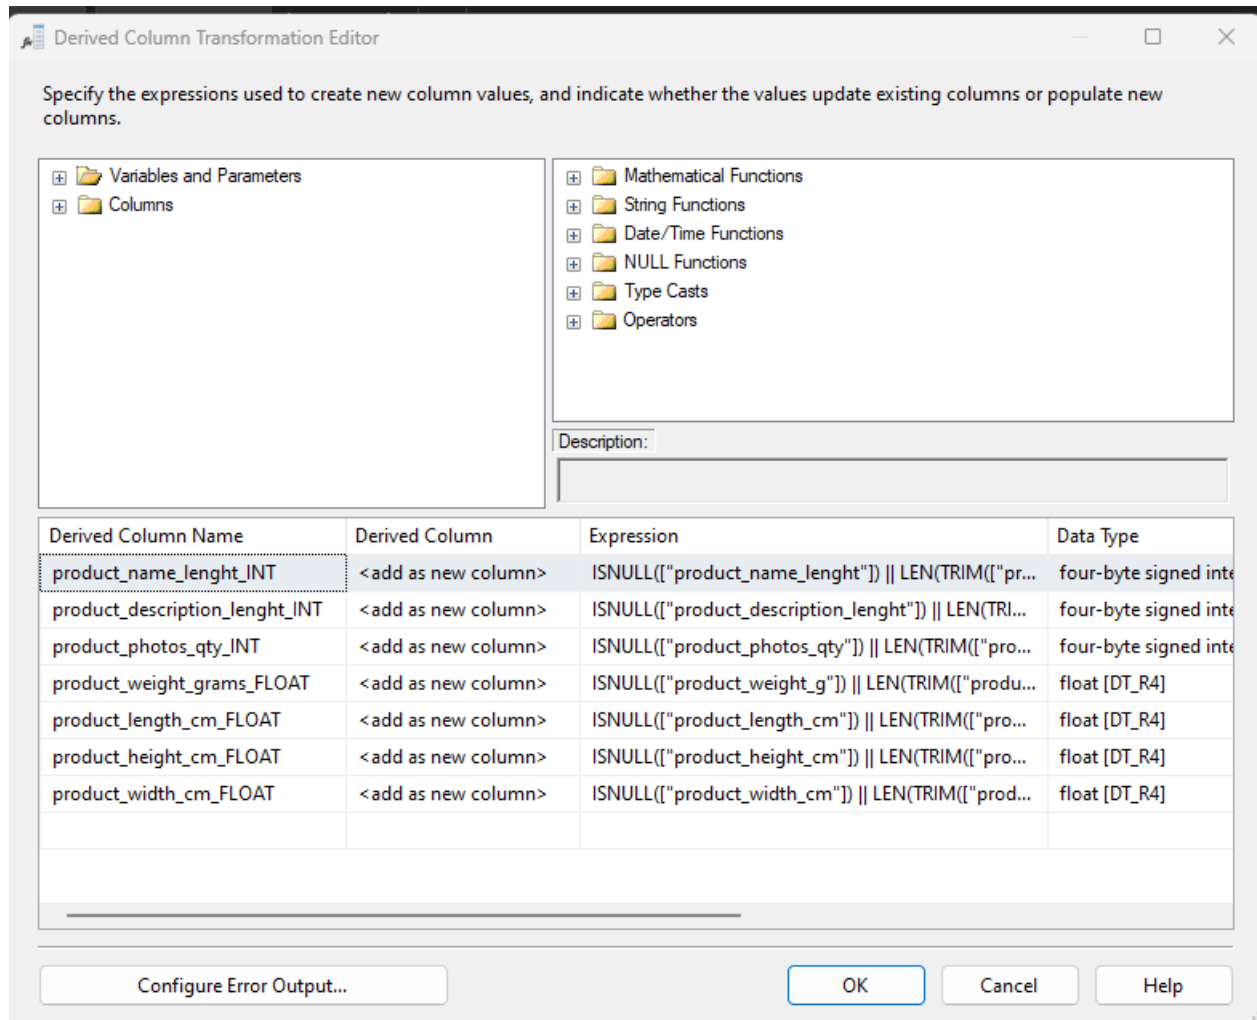 Derived Column Transformation Editor
Specify the expressions used to create new column values, and indicate whether the values update existing columns or populate new
columns.
Variables and Parameters
Columns
Mathematical Functions
String Functions
Date/Time Functions
NULL Functions
Type Casts
Operators
Description:
Derived Column Name Derived Column Expression Data Type
product_name_lenght_INT <add as new column> ISNULL(["product_name_lenght"]) || LEN(TRIM(["pr... four-byte signed inte
product_description_lenght_INT <add as new column> ISNULL(["product_description_lenght"]) || LEN(TRI... four-byte signed inte
product_photos_qty_INT <add as new column> ISNULL(["product_photos_qty"]) || LEN(TRIM(["pro... four-byte signed inte
product_weight_grams_FLOAT <add as new column> ISNULL(["product_weight_g"]) || LEN(TRIM(["produ... float [DT_R4]
product_length_cm_FLOAT <add as new column> ISNULL(["product_length_cm"]) || LEN(TRIM(["pro... float [DT_R4]
product_height_cm_FLOAT <add as new column> ISNULL(["product_height_cm"]) || LEN(TRIM(["pro... float [DT_R4]
product_width_cm_FLOAT <add as new column> ISNULL(["product_width_cm"]) || LEN(TRIM(["prod... float [DT_R4]
Configure Error Output... OK Cancel Help